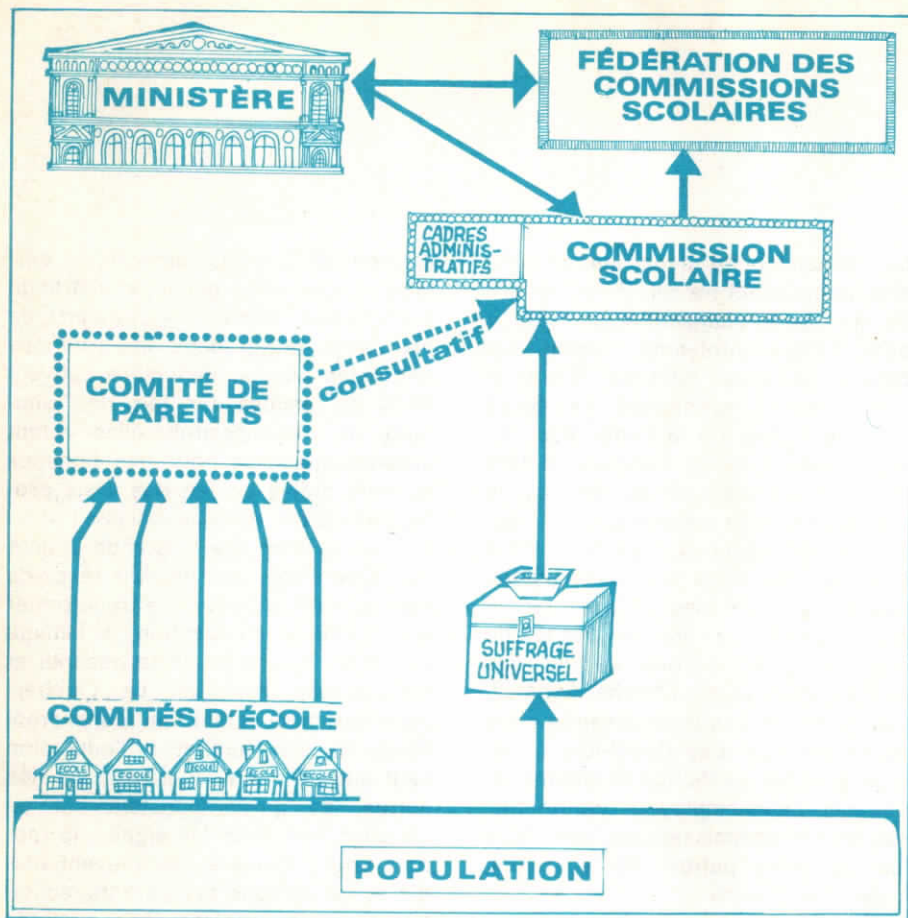 MINISTÈRE
FÉDÉRATION DES
COMMISSIONS
SCOLAIRES
CADRES
ADMINIS-
TRATIFS
COMMISSION
SCOLAIRE
consultatif
COMITÉ DE
PARENTS
SUFFRAGE
UNIVERSEL
COMITÉS D'ÉCOLE
ÉCOLE
ÉCOLE
ÉCOLE
ÉCOLE
ÉCOLE
POPULATION